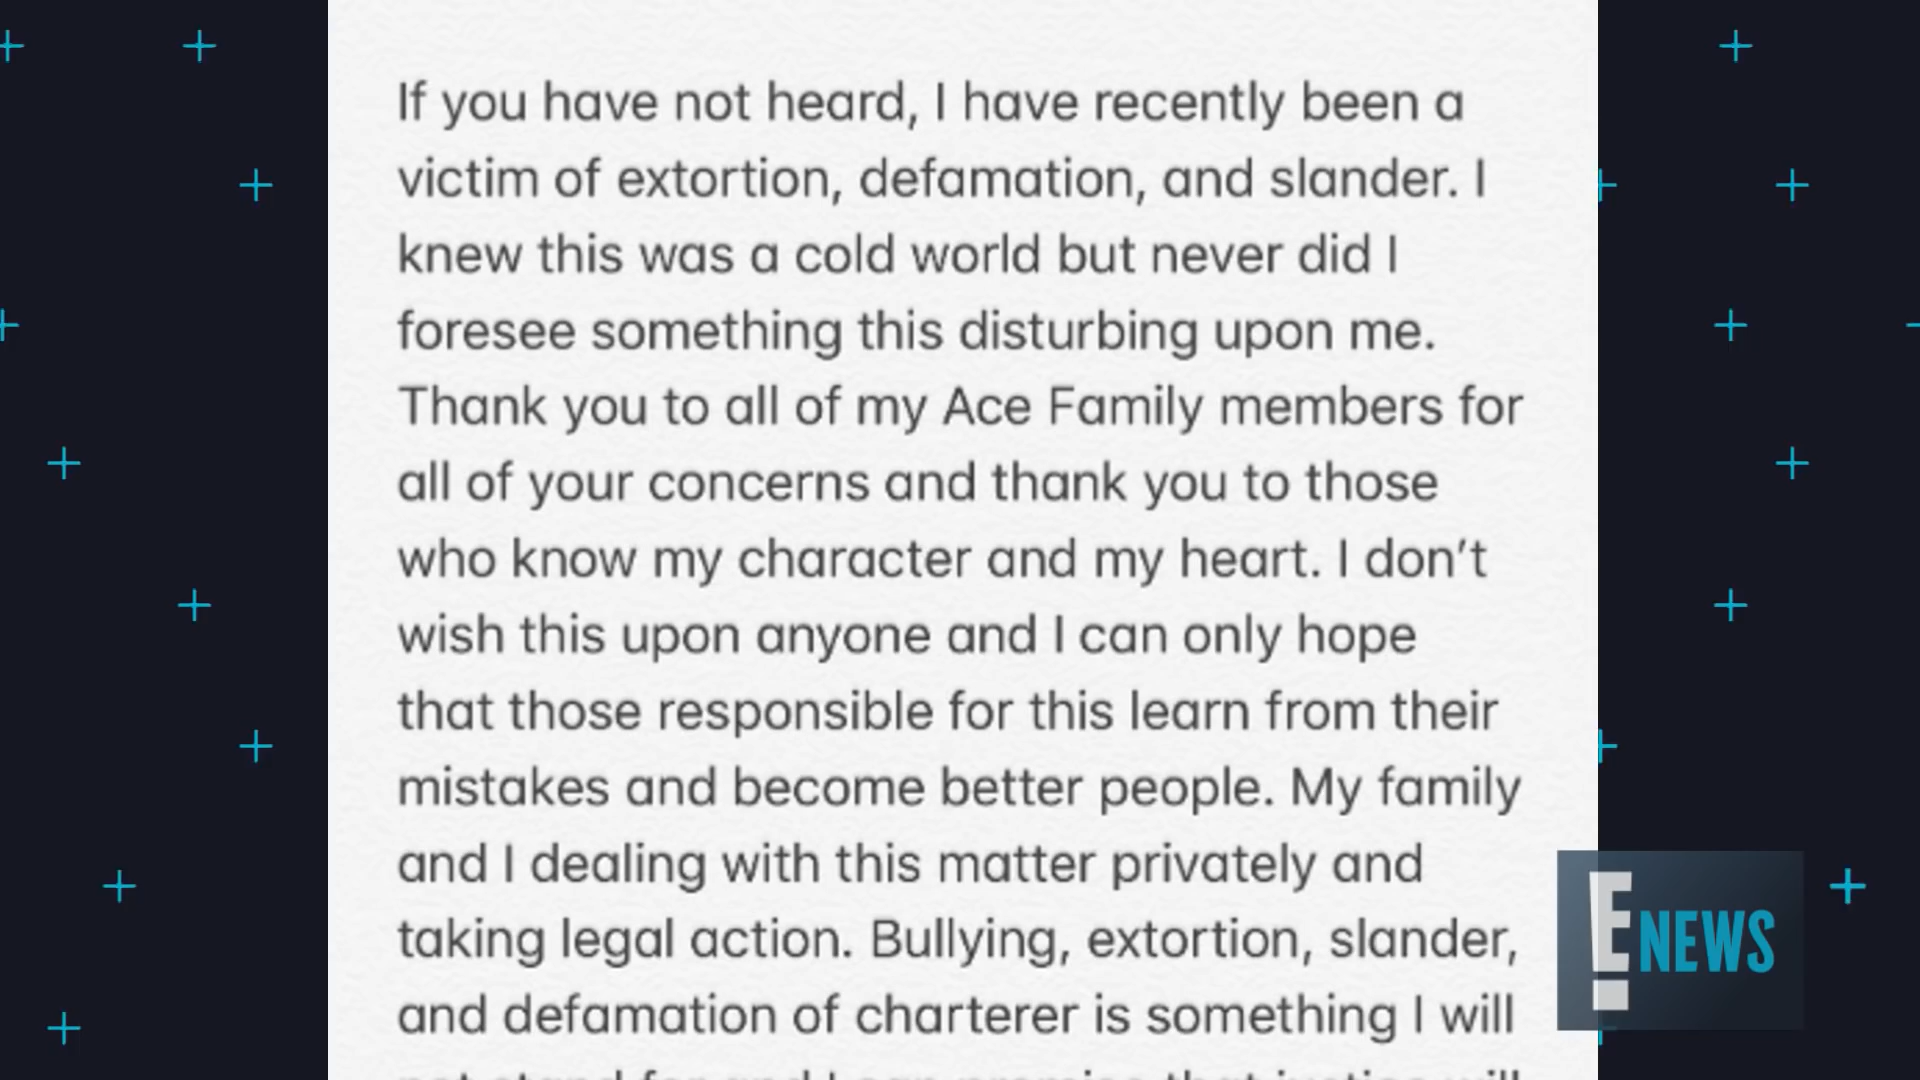 If you have not heard, I have recently been a
victim of extortion, defamation, and slander. I
knew this was a cold world but never did I
foresee something this disturbing upon me.
Thank you to all of my Ace Family members for
all of your concerns and thank you to those
who know my character and my heart. I don't
wish this upon anyone and I can only hope
that those responsible for this learn from their
mistakes and become better people. My family
and I dealing with this matter privately and
taking legal action. Bullying, extortion, slander,
and defamation of charterer is something I will
E! NEWS